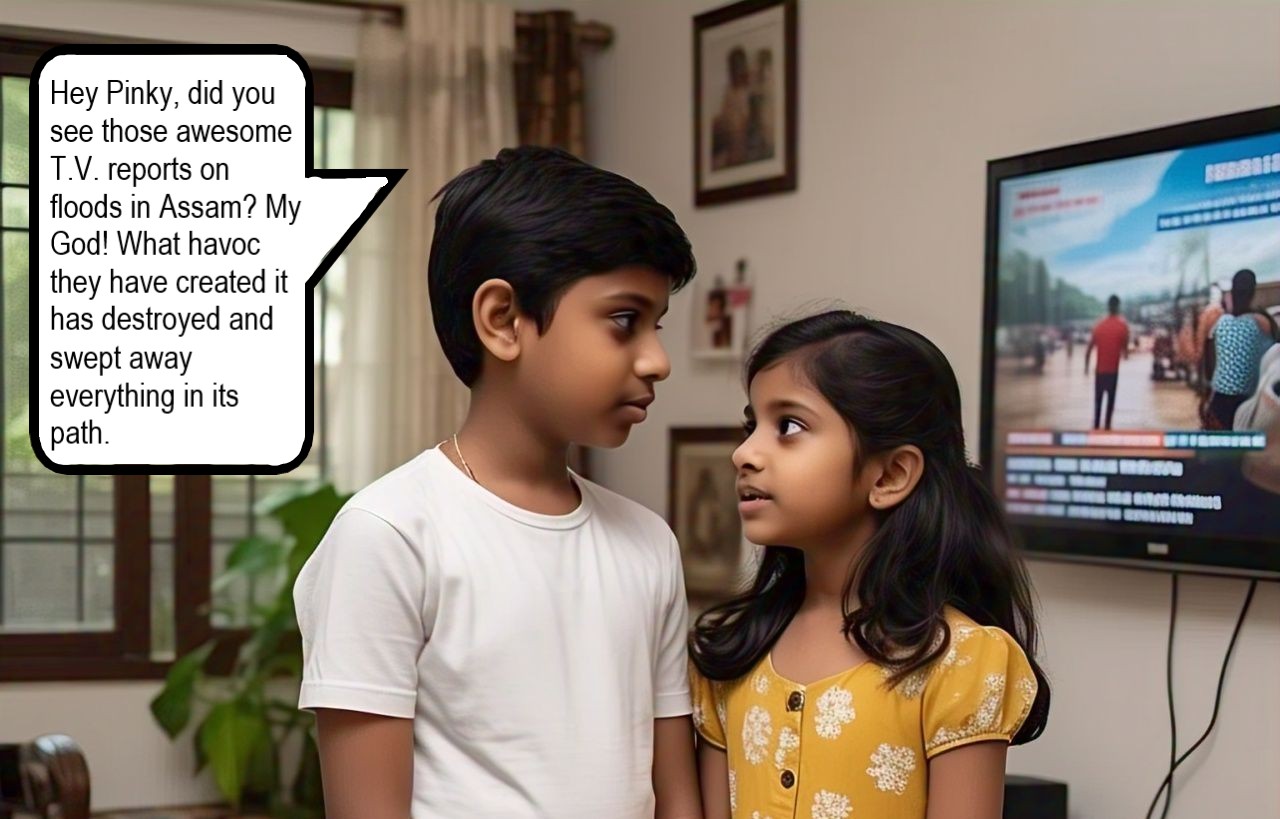 Hey Pinky, did you
see those awesome
T.V. reports on
floods in Assam? My
God! What havoc
they have created it
has destroyed and
swept away
everything in its
path.